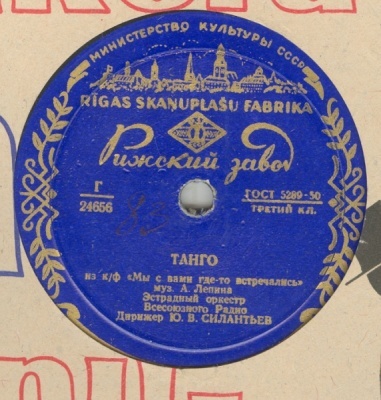 МИНИСТЕРСТВО КУЛЬТУРЫ СССР
RĪGAS SKAŅUPLAŠU FABRIKA
Рижский завод
Г
24656
ГОСТ 5289-50
ТРЕТИЙ КЛ.
ТАНГО
из к/ф «Мы с вами где-то встречались»
муз. А. Лепина
Эстрадный оркестр
Всесоюзного Радио
Дирижер Ю. В. СИЛАНТЬЕВ